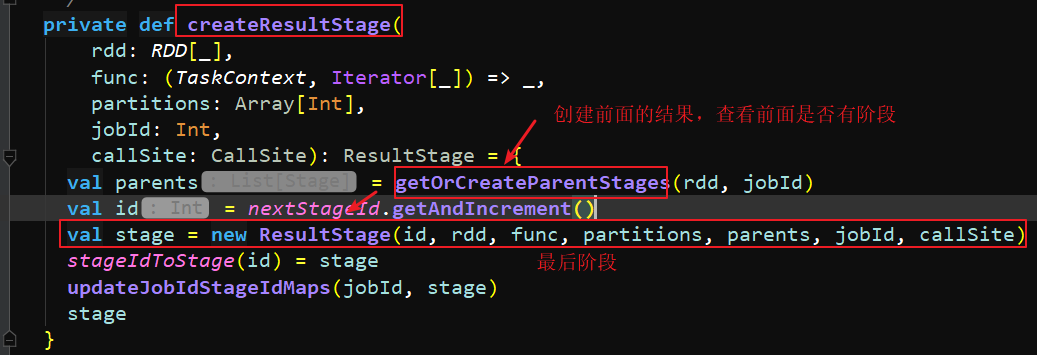 private def createResultStage(
rdd: RDD[_],
func: (TaskContext, Iterator[_]) => _,
partitions: Array[Int],
创建前面的结果，查看前面是否有阶段
jobId: Int,
callSite: CallSite): ResultStage = {
val parents: List[Stage] = getOrCreateParentStages(rdd, jobId)
val id: Int = nextStageId.getAndIncrement()
val stage = new ResultStage(id, rdd, func, partitions, parents, jobId, callSite)
stageIdToStage(id) = stage
最后阶段
updateJobIdStageIdMaps(jobId, stage)
stage
}